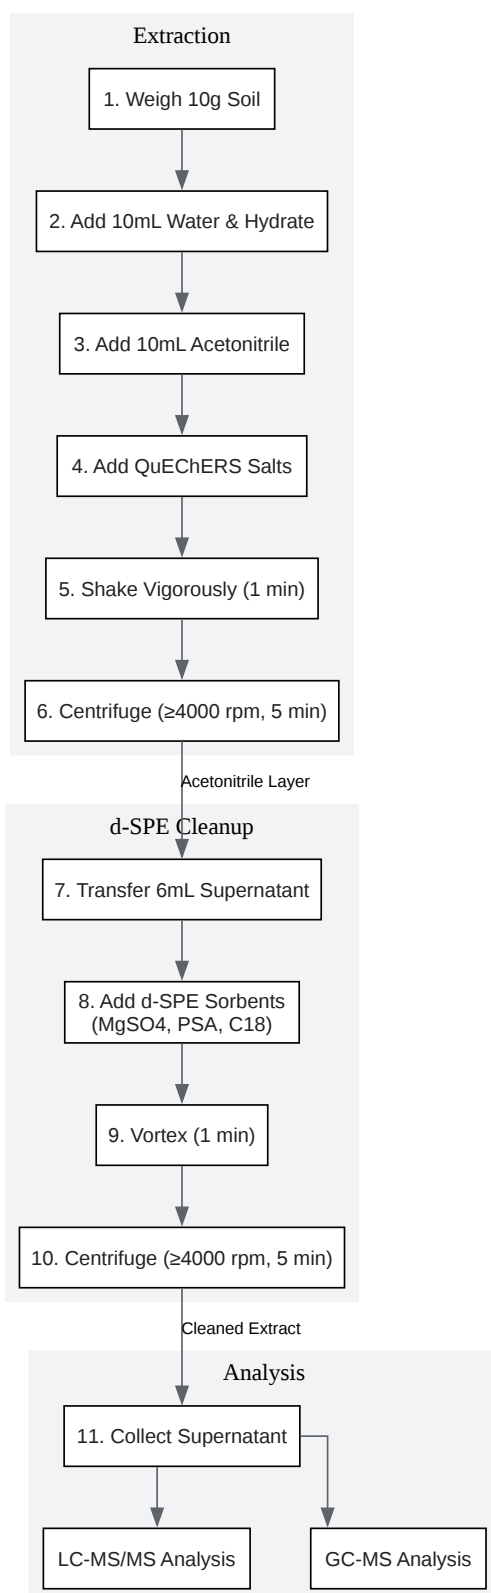 Extraction
1. Weigh 10g Soil
2. Add 10mL Water & Hydrate
3. Add 10mL Acetonitrile
4. Add QuEChERS Salts
5. Shake Vigorously (1 min)
6. Centrifuge (≥4000 rpm, 5 min)
Acetonitrile Layer
d-SPE Cleanup
7. Transfer 6mL Supernatant
8. Add d-SPE Sorbents
(MgSO4, PSA, C18)
9. Vortex (1 min)
10. Centrifuge (≥4000 rpm, 5 min)
Cleaned Extract
Analysis
11. Collect Supernatant
LC-MS/MS Analysis
GC-MS Analysis